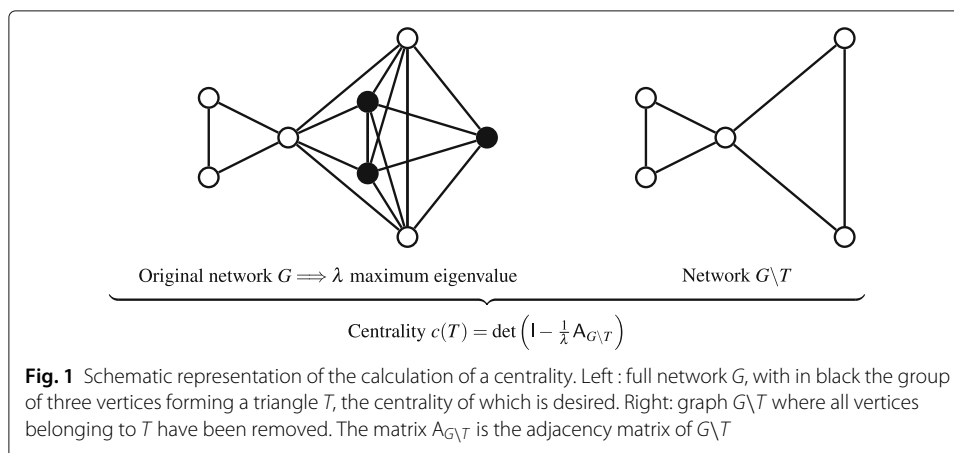 Original network G ⟹ λ maximum eigenvalue
Network G\T
Centrality c(T) = det (I − 1/λ A_{G\T})
Fig. 1 Schematic representation of the calculation of a centrality. Left : full network G, with in black the group
of three vertices forming a triangle T, the centrality of which is desired. Right: graph G\T where all vertices
belonging to T have been removed. The matrix A_{G\T} is the adjacency matrix of G\T